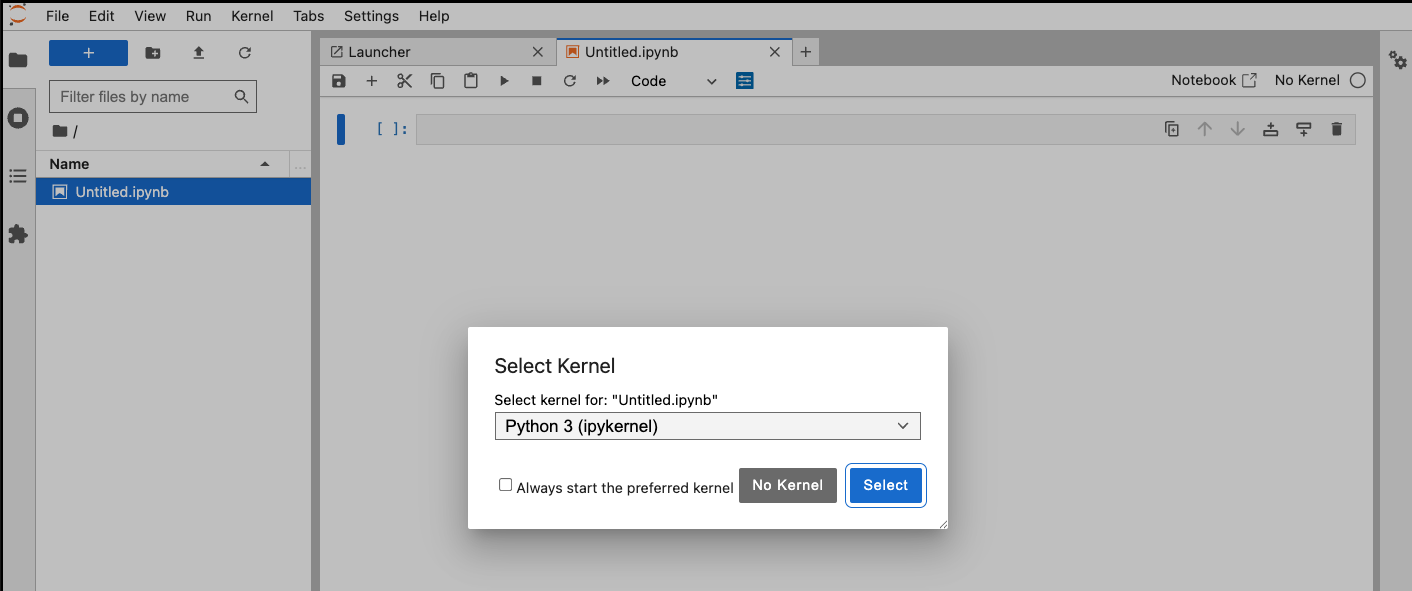 File Edit View Run Kernel Tabs Settings Help
+
Filter files by name
/
Name
...
Untitled.ipynb
Launcher
Untitled.ipynb
Code
Notebook
No Kernel
[ ]:
Select Kernel
Select kernel for: "Untitled.ipynb"
Python 3 (ipykernel)
Always start the preferred kernel
No Kernel
Select